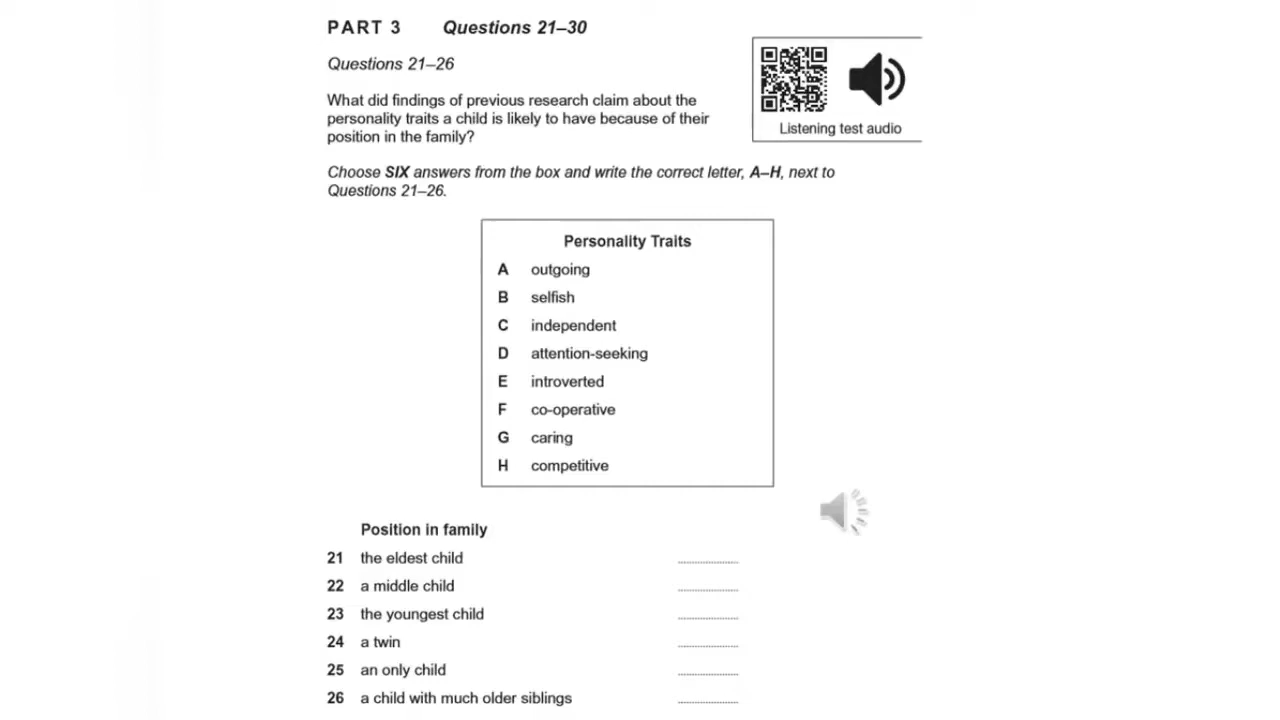 PART 3 Questions 21–30
Questions 21–26
What did findings of previous research claim about the
personality traits a child is likely to have because of their
position in the family?
Listening test audio
Choose SIX answers from the box and write the correct letter, A–H, next to
Questions 21–26.
Personality Traits
A outgoing
B selfish
C independent
D attention-seeking
E introverted
F co-operative
G caring
H competitive
Position in family
21 the eldest child
22 a middle child
23 the youngest child
24 a twin
25 an only child
26 a child with much older siblings